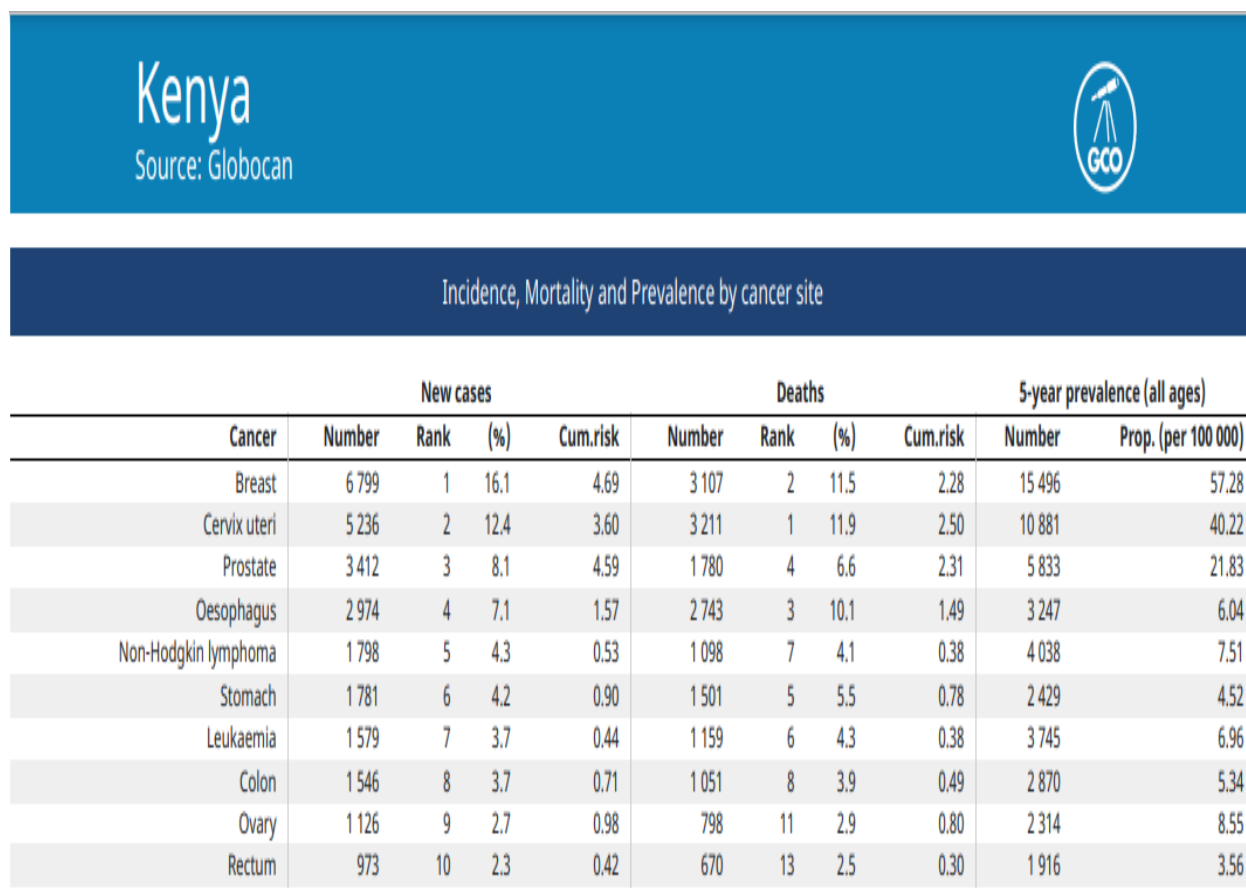 Kenya
Source: Globocan
GCO
Incidence, Mortality and Prevalence by cancer site
New cases Deaths 5-year prevalence (all ages)
Cancer Number Rank (%) Cum.risk Number Rank (%) Cum.risk Number Prop. (per 100 000)
Breast 6 799 1 16.1 4.69 3 107 2 11.5 2.28 15 496 57.28
Cervix uteri 5 236 2 12.4 3.60 3 211 1 11.9 2.50 10 881 40.22
Prostate 3 412 3 8.1 4.59 1 780 4 6.6 2.31 5 833 21.83
Oesophagus 2 974 4 7.1 1.57 2 743 3 10.1 1.49 3 247 6.04
Non-Hodgkin lymphoma 1 798 5 4.3 0.53 1 098 7 4.1 0.38 4 038 7.51
Stomach 1 781 6 4.2 0.90 1 501 5 5.5 0.78 2 429 4.52
Leukaemia 1 579 7 3.7 0.44 1 159 6 4.3 0.38 3 745 6.96
Colon 1 546 8 3.7 0.71 1 051 8 3.9 0.49 2 870 5.34
Ovary 1 126 9 2.7 0.98 798 11 2.9 0.80 2 314 8.55
Rectum 973 10 2.3 0.42 670 13 2.5 0.30 1 916 3.56